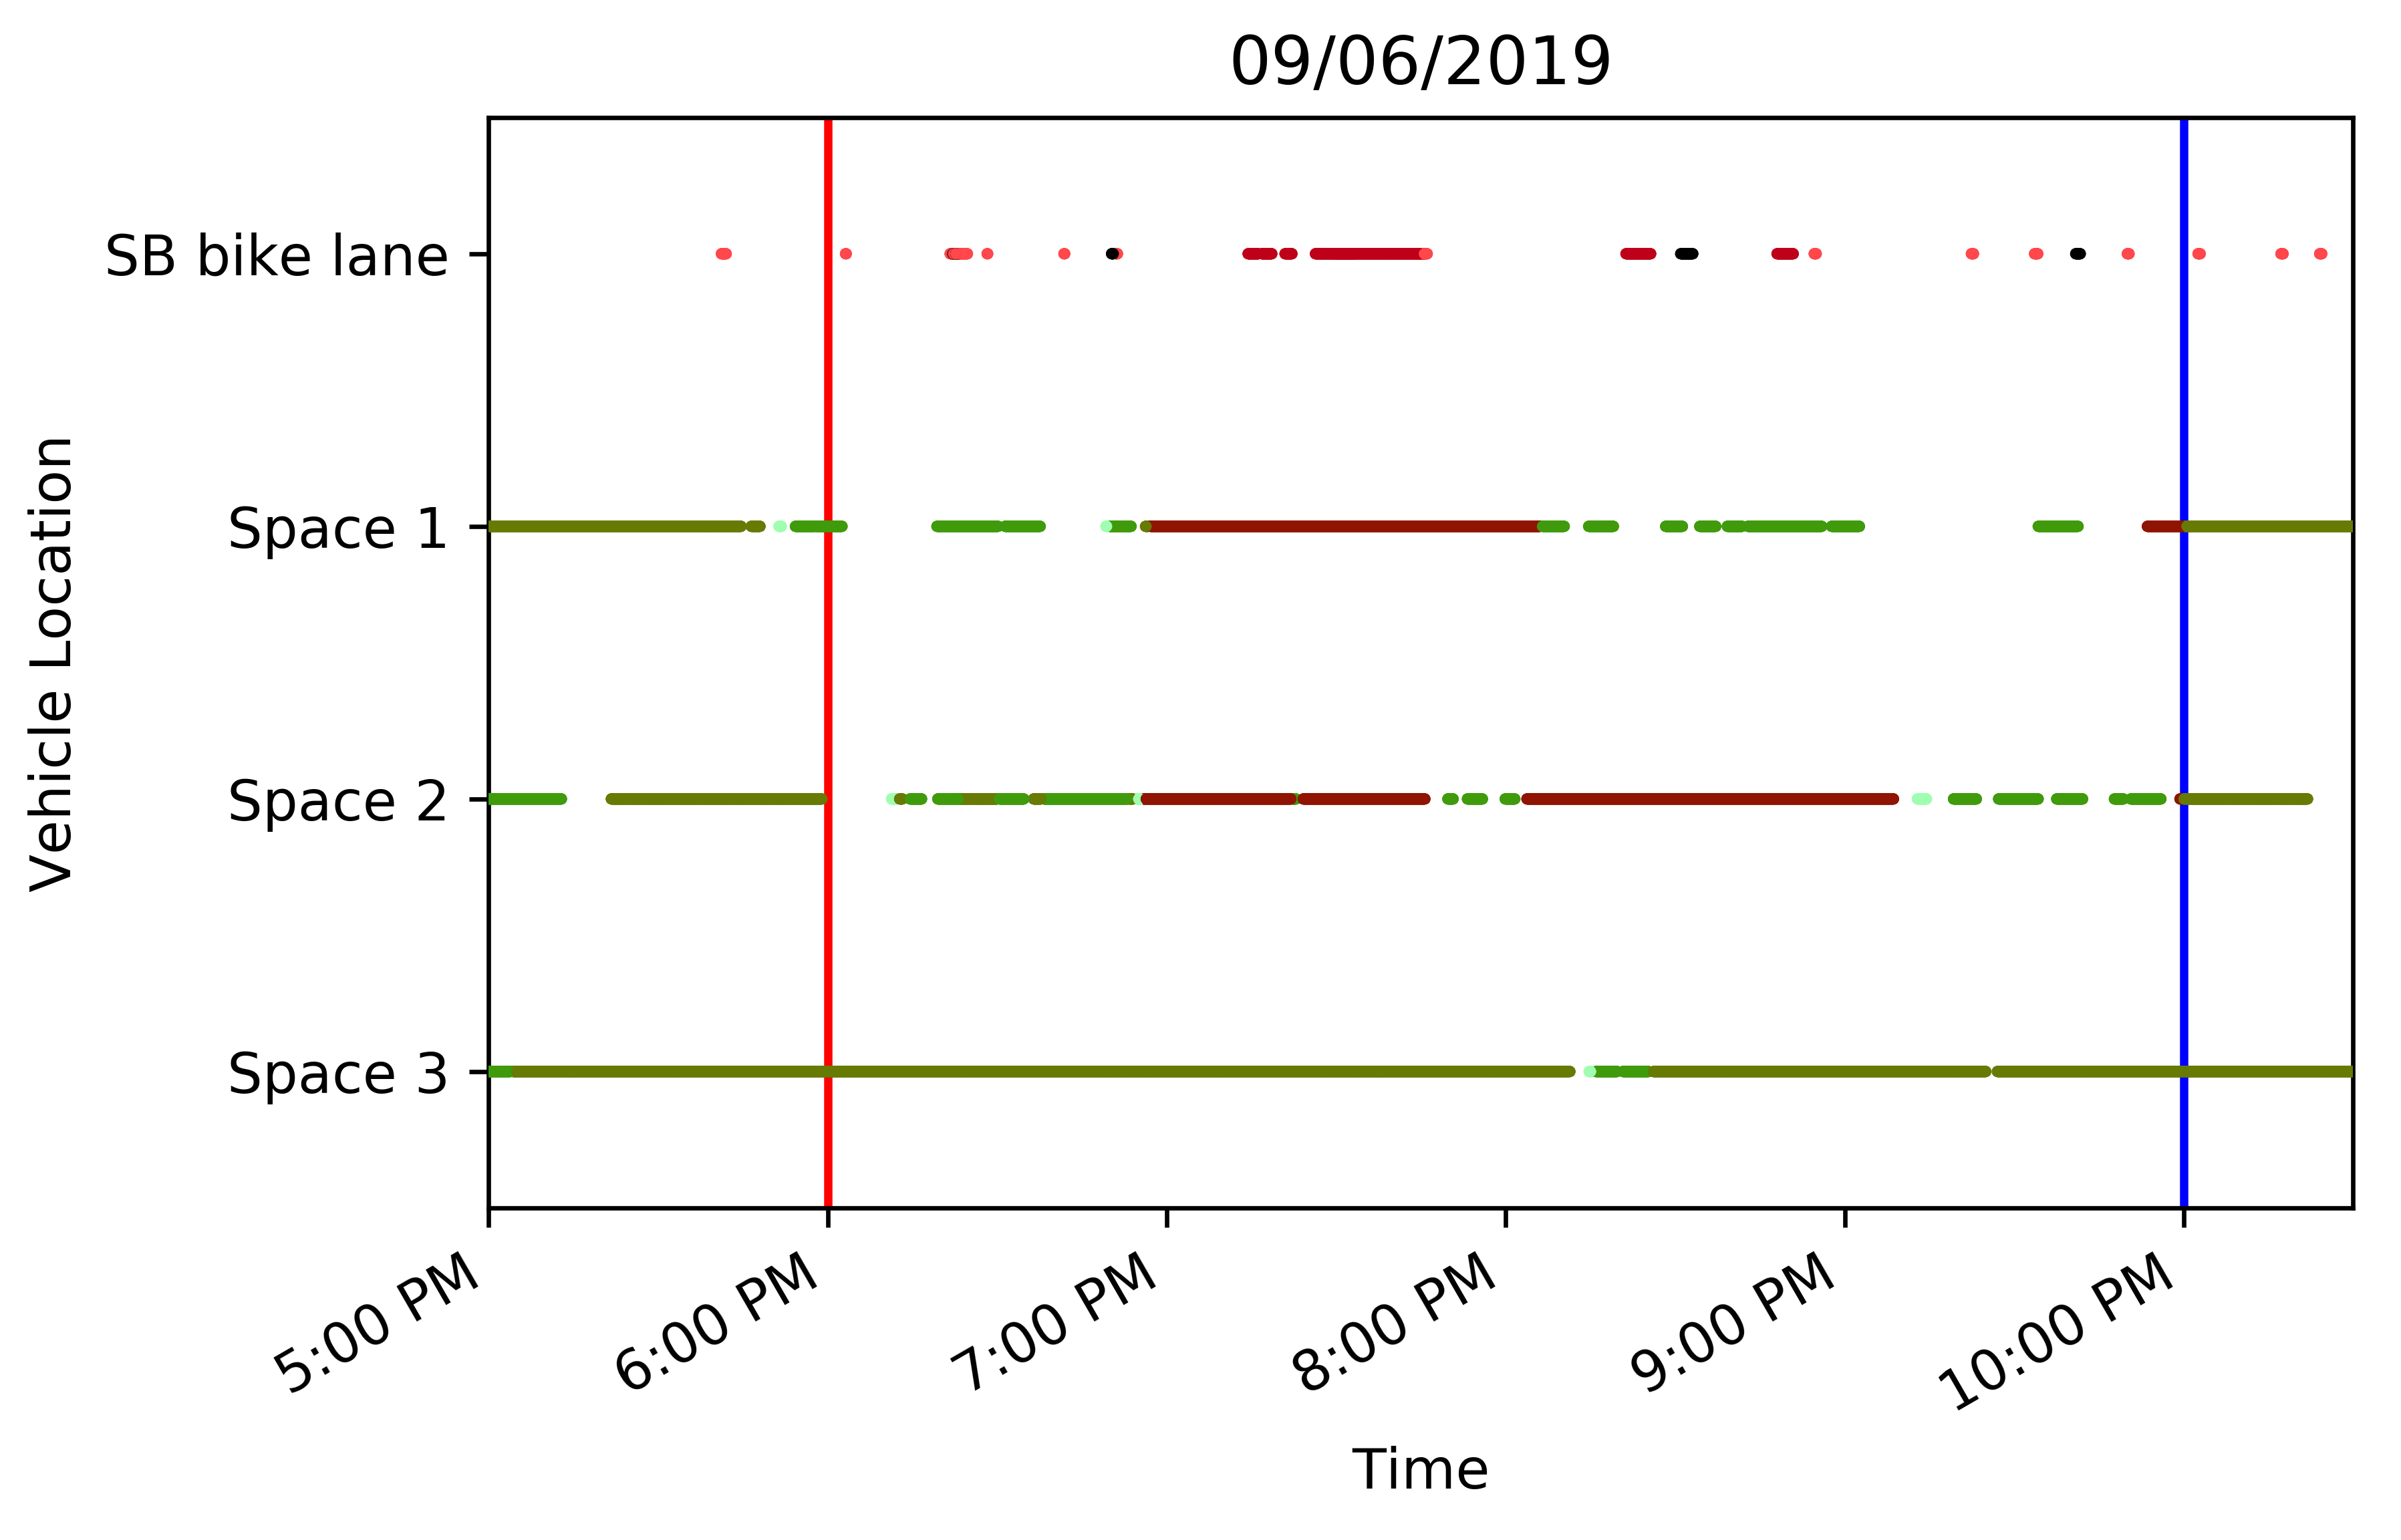 09/06/2019
SB bike lane
Space 1
Space 2
Space 3
Vehicle Location
5:00 PM
6:00 PM
7:00 PM
8:00 PM
9:00 PM
10:00 PM
Time